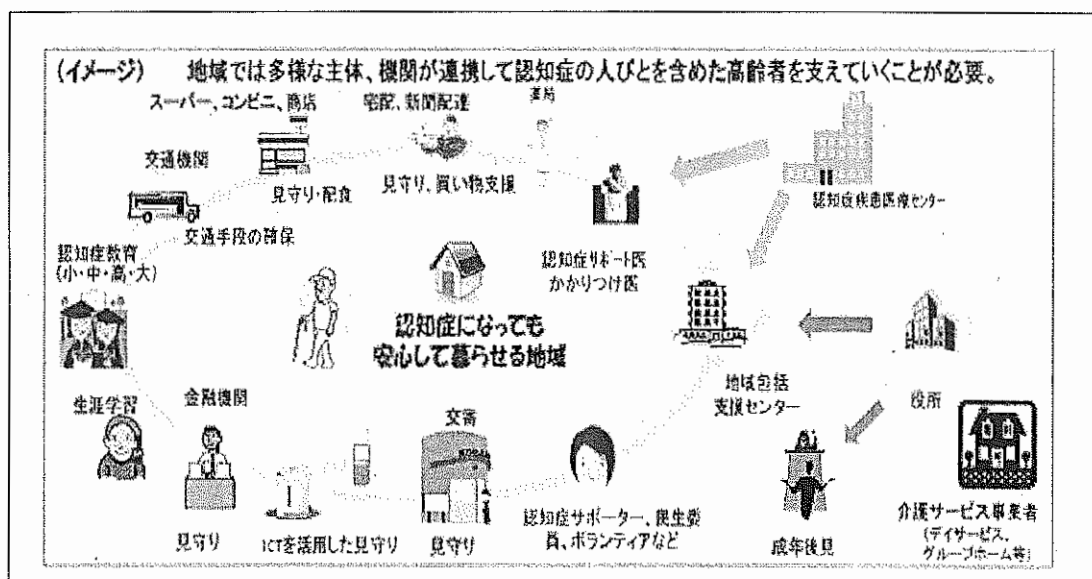 (イメージ) 地域では多様な主体、機関が連携して認知症の人びとを含めた高齢者を支えていくことが必要。
スーパー、コンビニ、商店
宅配、新聞配達
薬局
交通機関
見守り・配食
見守り、買い物支援
認知症疾患医療センター
交通手段の確保
認知症教育
(小・中・高・大)
認知症サポート医
かかりつけ医
認知症になっても
安心して暮らせる地域
地域包括
支援センター
役所
生涯学習
金融機関
交番
KOBAN
見守り
ICTを活用した見守り
見守り
認知症サポーター、民生委
員、ボランティアなど
成年後見
介護サービス事業者
(デイサービス、
グループホーム等)